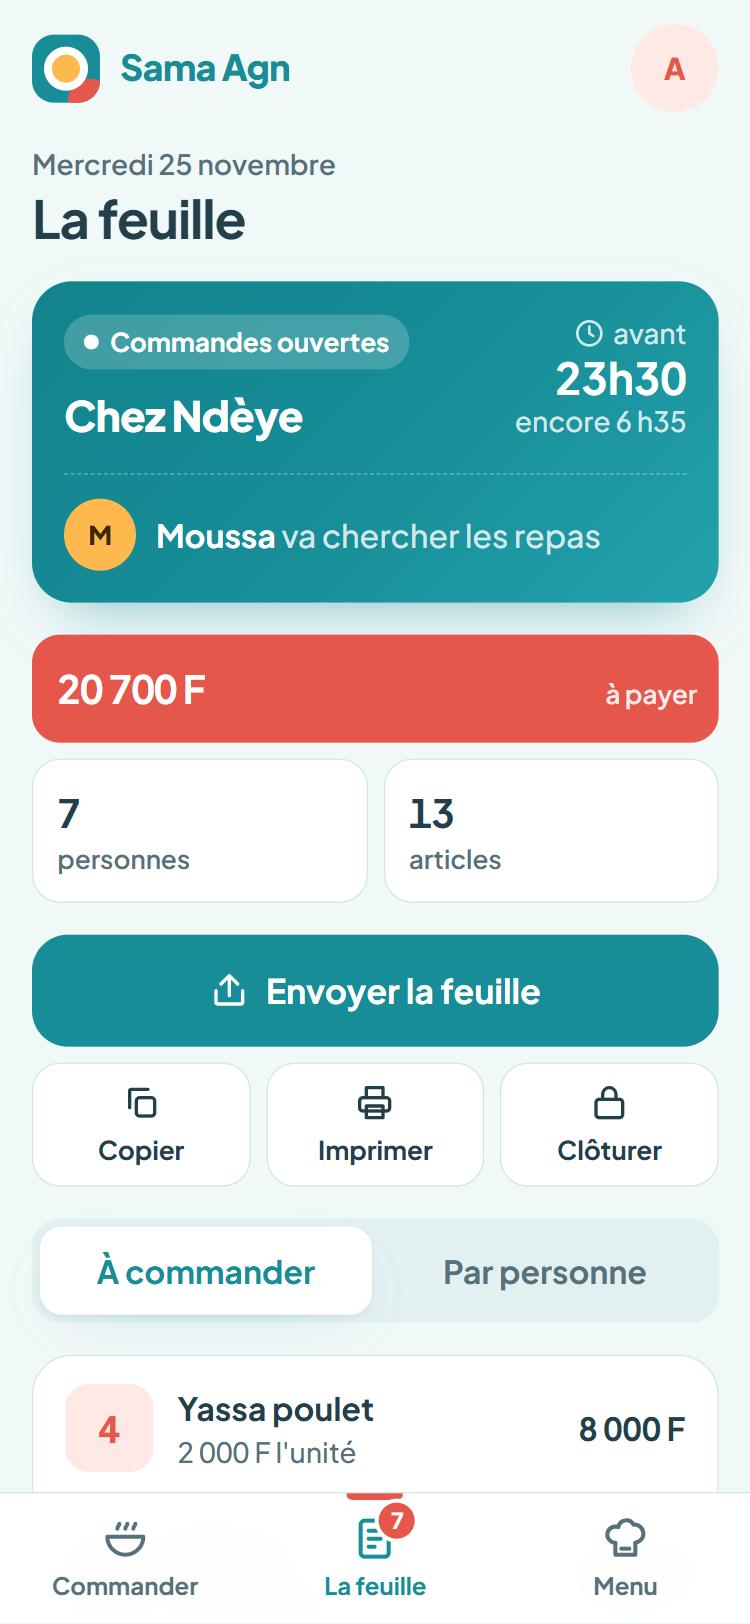 Sama Agn
A
Mercredi 25 novembre
La feuille
Commandes ouvertes
avant
23h30
Chez Ndèye
encore 6 h35
M
Moussa va chercher les repas
20 700 F
à payer
7
personnes
13
articles
Envoyer la feuille
Copier
Imprimer
Clôturer
À commander
Par personne
4
Yassa poulet
2 000 F l'unité
8 000 F
7
Commander
La feuille
Menu